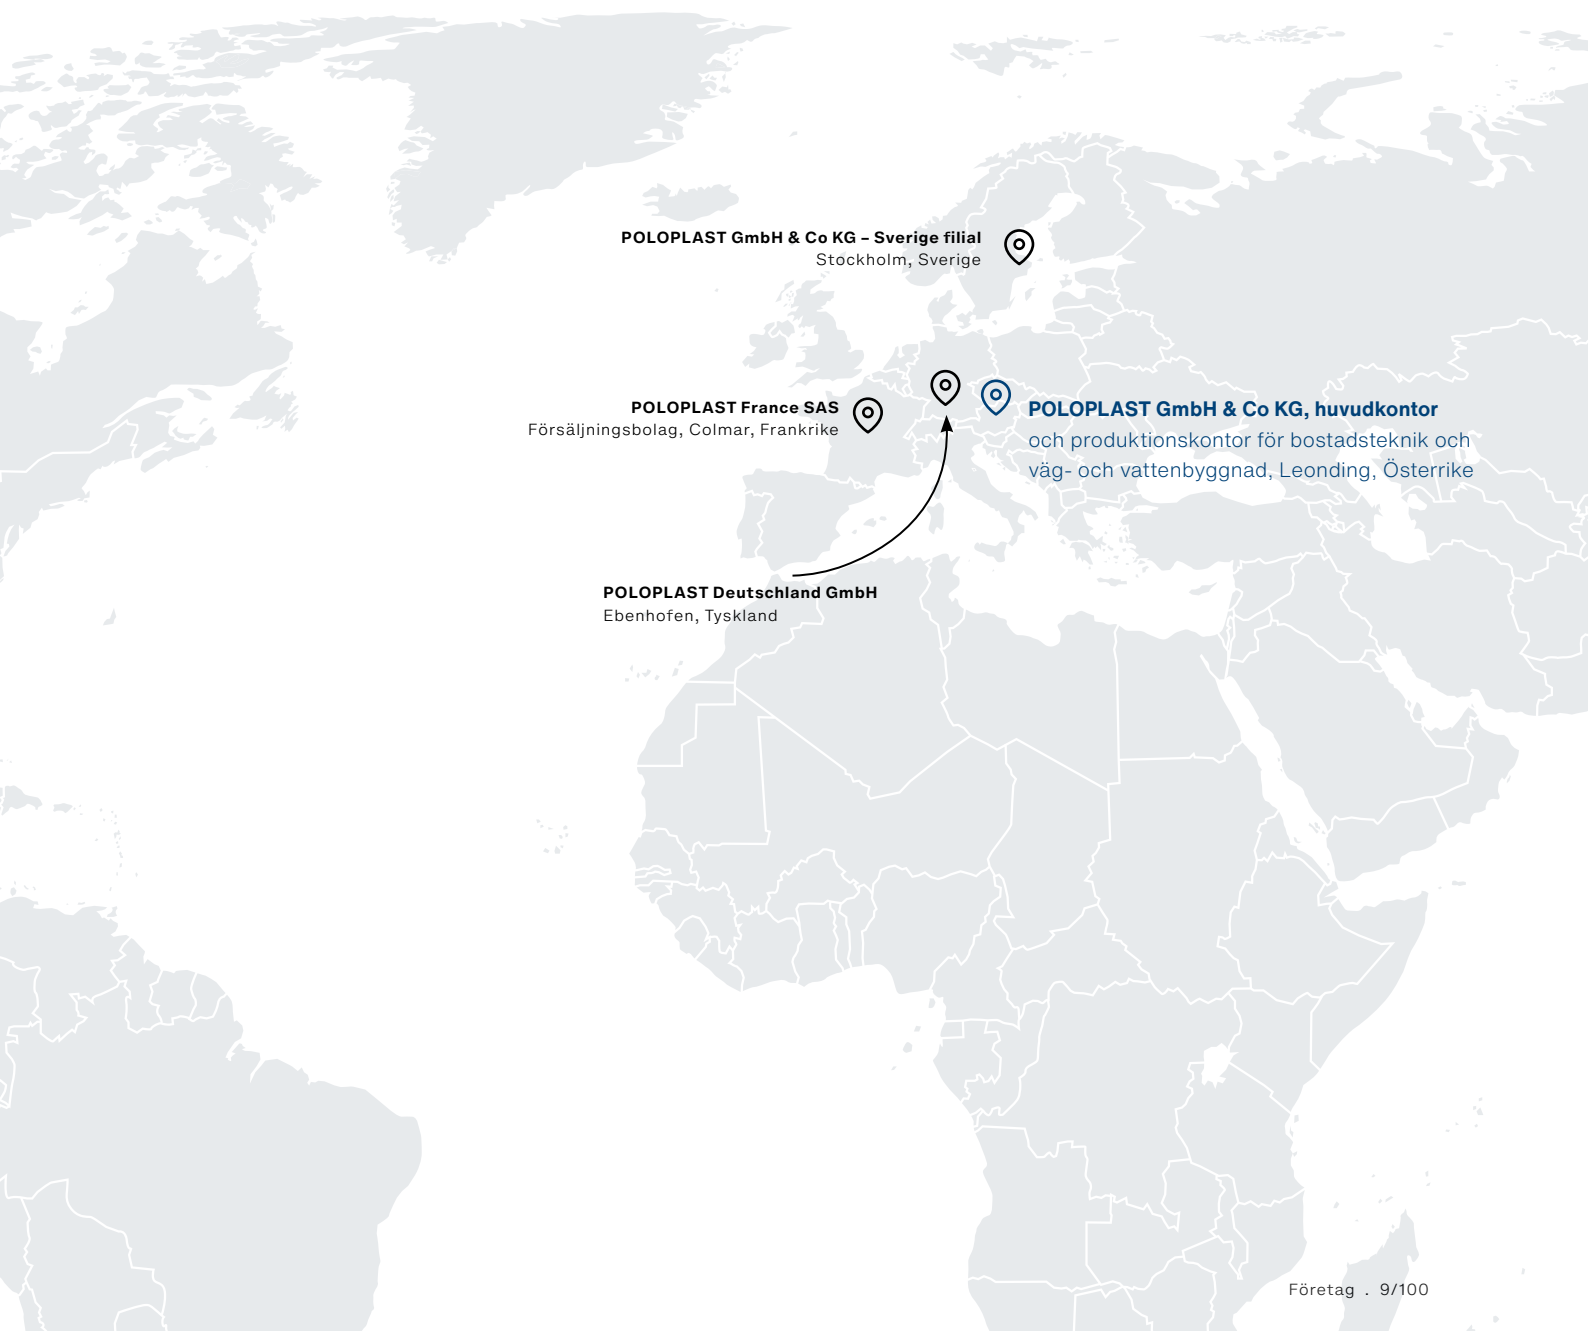 POLOPLAST GmbH & Co KG – Sverige filial
Stockholm, Sverige
POLOPLAST France SAS
Försäljningsbolag, Colmar, Frankrike
POLOPLAST GmbH & Co KG, huvudkontor
och produktionskontor för bostadsteknik och
väg- och vattenbyggnad, Leonding, Österrike
POLOPLAST Deutschland GmbH
Ebenhofen, Tyskland
Företag . 9/100